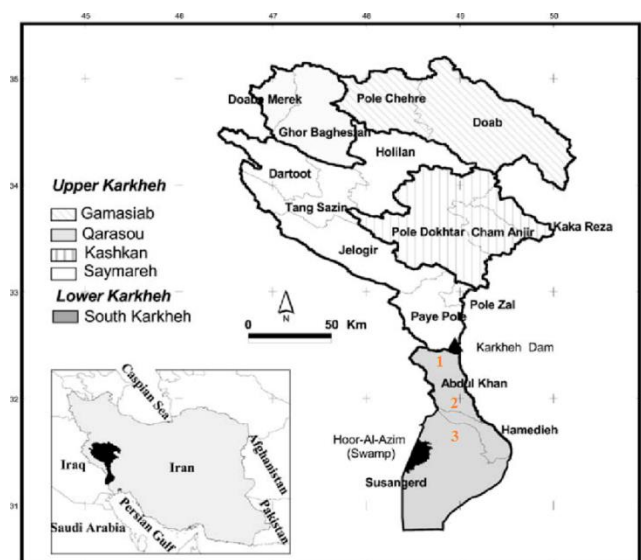 45 46 47 48 49 50
35
34
33
32
31
Doabe Merek
Pole Chehre
Doab
Ghor Baghestan
Holilan
Dartoot
Tang Sazin
Pole Dokhtar
Cham Anjir
Kaka Reza
Jelogir
Pole Zal
Paye Pole
Karkheh Dam
1
Abdul Khan
2
Hamedieh
3
Hoor-Al-Azim
(Swamp)
Susangerd
Upper Karkheh
Gamasiab
Qarasou
Kashkan
Saymareh
Lower Karkheh
South Karkheh
N
0 50 Km
Caspian Sea
Iraq
Iran
Afghanistan
Pakistan
Persian Gulf
Saudi Arabia